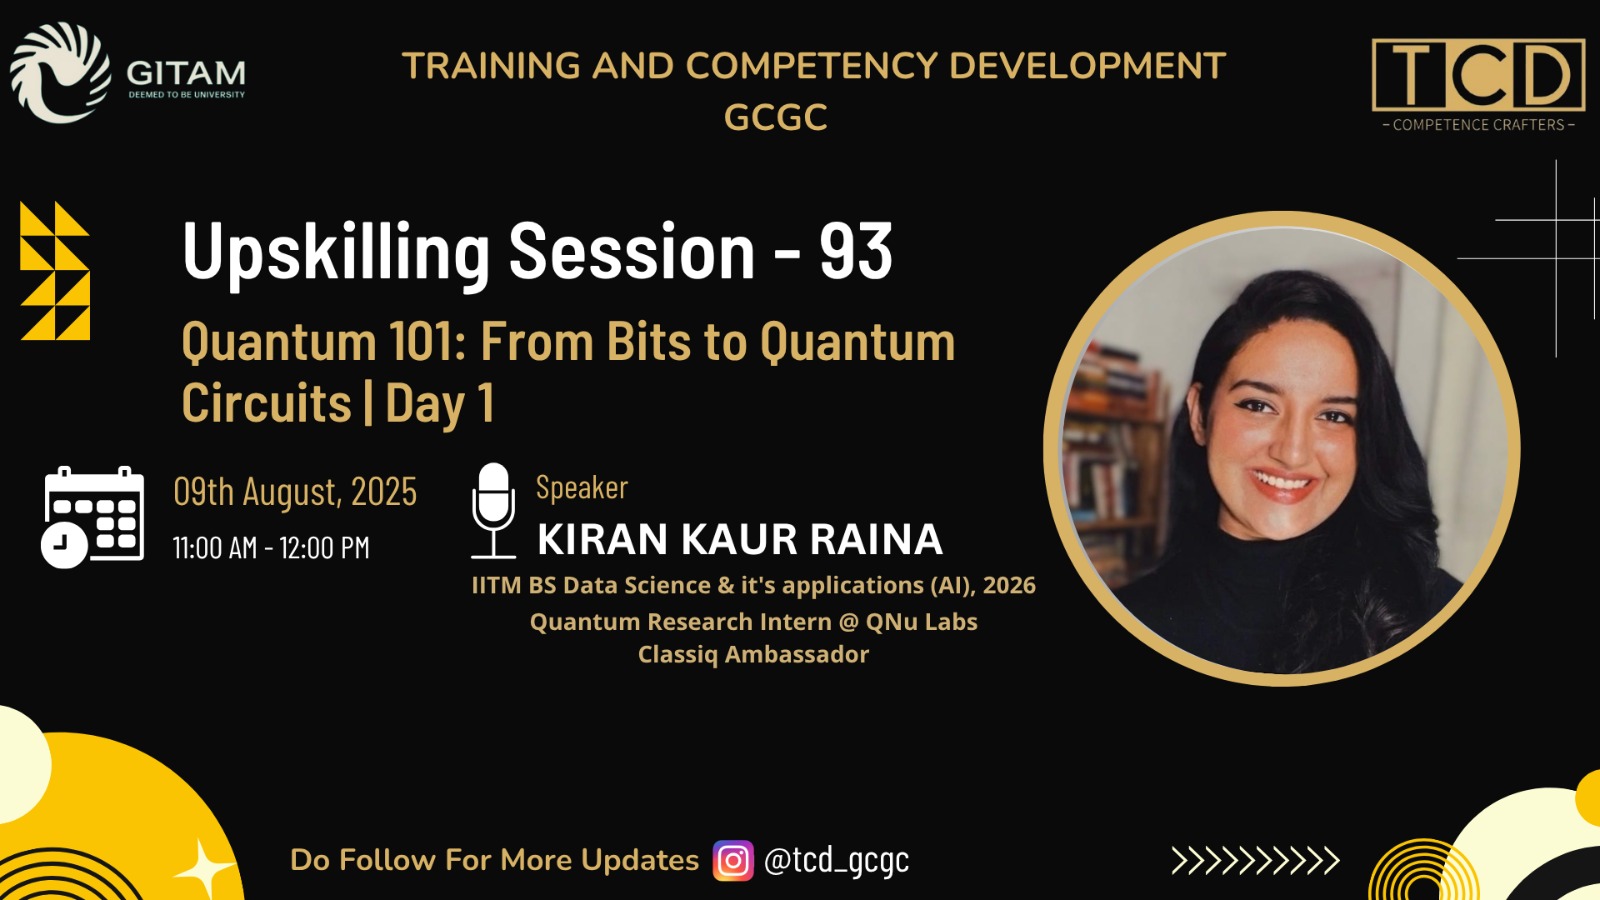 GITAM
DEEMED TO BE UNIVERSITY
TRAINING AND COMPETENCY DEVELOPMENT
GCGC
TCD
- COMPETENCE CRAFTERS -
Upskilling Session - 93
Quantum 101: From Bits to Quantum
Circuits | Day 1
09th August, 2025
11:00 AM - 12:00 PM
Speaker
KIRAN KAUR RAINA
IITM BS Data Science & it's applications (AI), 2026
Quantum Research Intern @ QNu Labs
Classiq Ambassador
Do Follow For More Updates @tcd_gcgc